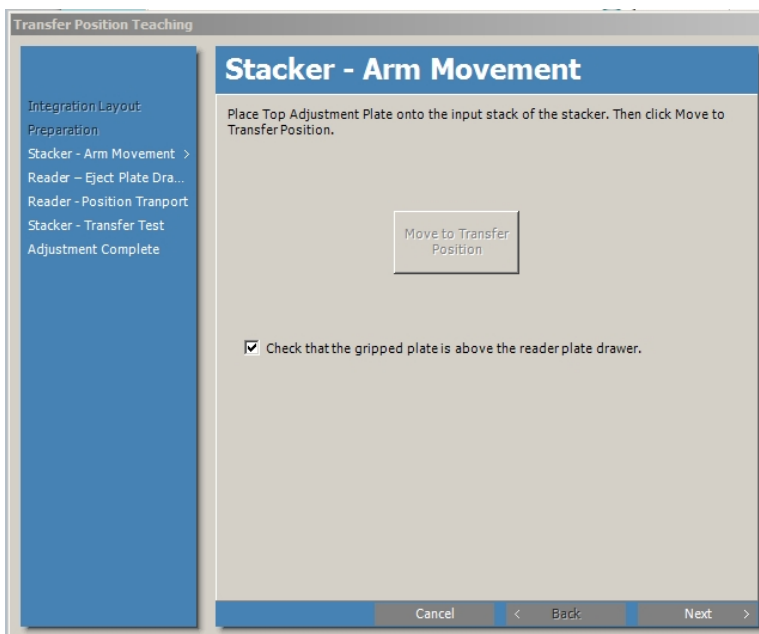 Transfer Position Teaching
Stacker - Arm Movement
Integration Layout
Preparation
Stacker - Arm Movement >
Reader – Eject Plate Dra...
Reader - Position Tranport
Stacker - Transfer Test
Adjustment Complete
Place Top Adjustment Plate onto the input stack of the stacker. Then click Move to
Transfer Position.
Move to Transfer
Position
Check that the gripped plate is above the reader plate drawer.
Cancel < Back Next >